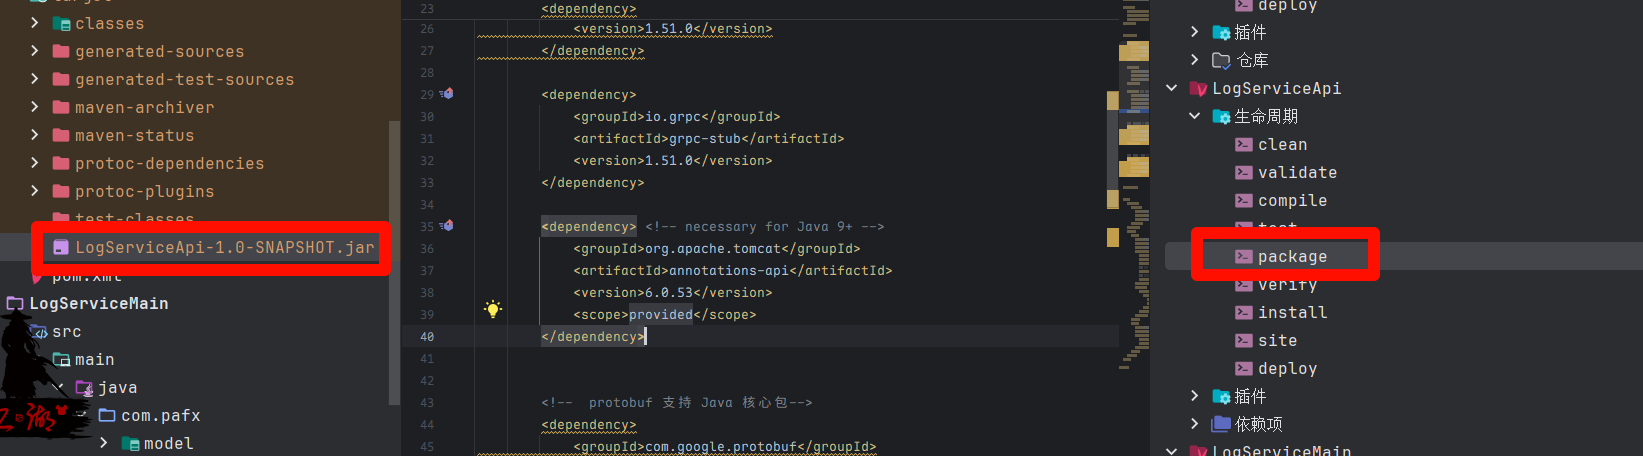 classes
generated-sources
generated-test-sources
maven-archiver
maven-status
protoc-dependencies
protoc-plugins
test-classes
LogServiceApi-1.0-SNAPSHOT.jar
pom.xml
LogServiceMain
src
main
java
com.pafx
model
23 <dependency>
26 <version>1.51.0</version>
27 </dependency>
28
29 <dependency>
30 <groupId>io.grpc</groupId>
31 <artifactId>grpc-stub</artifactId>
32 <version>1.51.0</version>
33 </dependency>
34
35 <dependency> <!-- necessary for Java 9+ -->
36 <groupId>org.apache.tomcat</groupId>
37 <artifactId>annotations-api</artifactId>
38 <version>6.0.53</version>
39 <scope>provided</scope>
40 </dependency>
41
42
43 <!-- protobuf 支持 Java 核心包-->
44 <dependency>
45 <groupId>com.google.protobuf</groupId>
deploy
插件
仓库
LogServiceApi
生命周期
clean
validate
compile
test
package
verify
install
site
deploy
插件
依赖项
LogServiceMain